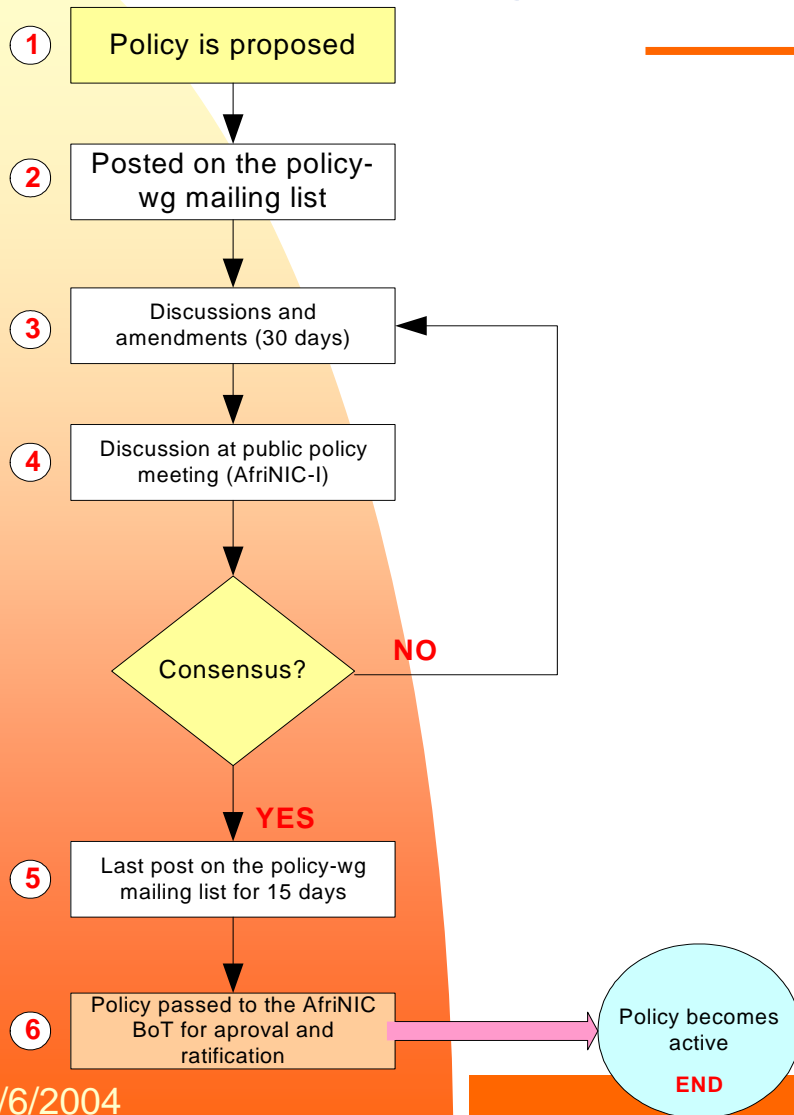 1
Policy is proposed
2
Posted on the policy-
wg mailing list
3
Discussions and
amendments (30 days)
4
Discussion at public policy
meeting (AfriNIC-I)
Consensus?
NO
YES
5
Last post on the policy-wg
mailing list for 15 days
6
Policy passed to the AfriNIC
BoT for aproval and
ratification
Policy becomes
active
END
/6/2004